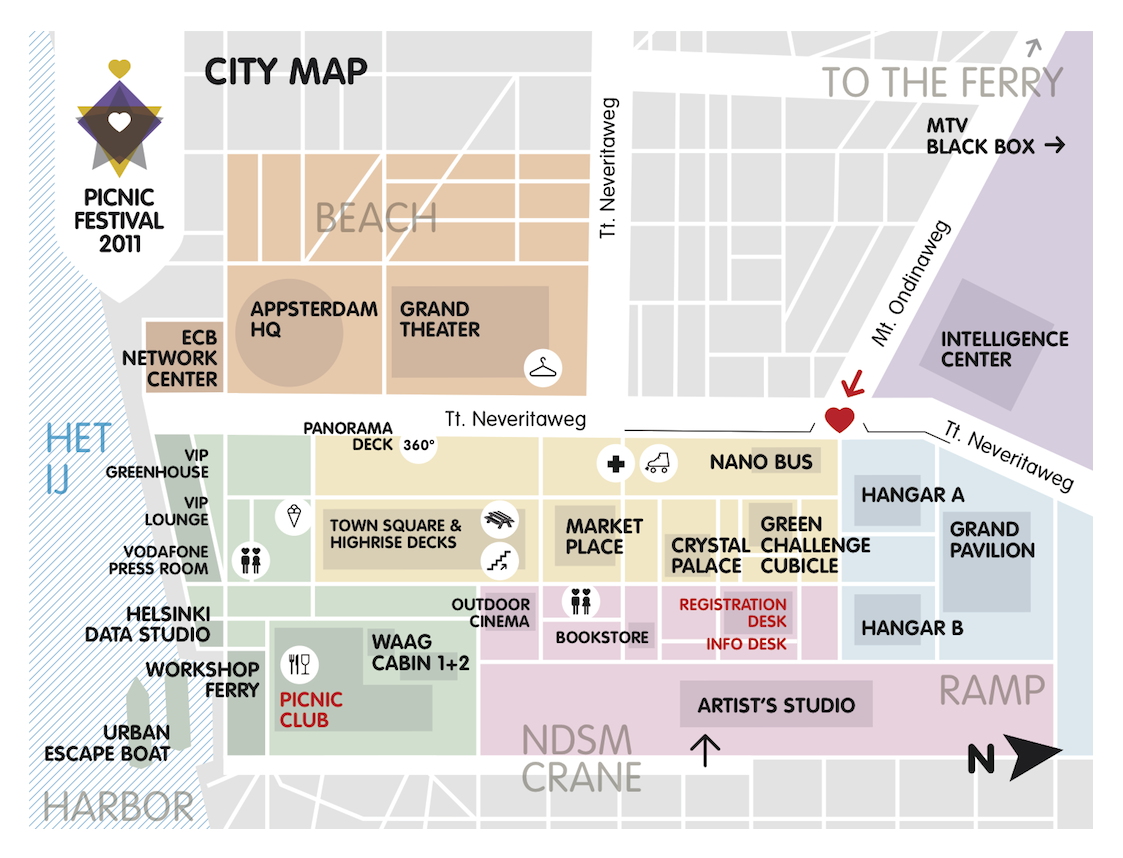 CITY MAP
TO THE FERRY
MTV
BLACK BOX
PICNIC
FESTIVAL
2011
Tt. Neveritaweg
BEACH
Mt. Ondinaweg
APPSTERDAM
HQ
GRAND
THEATER
ECB
NETWORK
CENTER
INTELLIGENCE
CENTER
HET
IJ
Tt. Neveritaweg
PANORAMA
DECK
360°
Tt. Neveritaweg
VIP
GREENHOUSE
NANO BUS
VIP
LOUNGE
HANGAR A
TOWN SQUARE &
HIGHRISE DECKS
MARKET
PLACE
CRYSTAL
PALACE
GREEN
CHALLENGE
CUBICLE
GRAND
PAVILION
VODAFONE
PRESS ROOM
HELSINKI
DATA STUDIO
OUTDOOR
CINEMA
BOOKSTORE
REGISTRATION
DESK
INFO DESK
HANGAR B
WAAG
CABIN 1+2
WORKSHOP
FERRY
PICNIC
CLUB
ARTIST'S STUDIO
RAMP
URBAN
ESCAPE BOAT
NDSM
CRANE
N
HARBOR